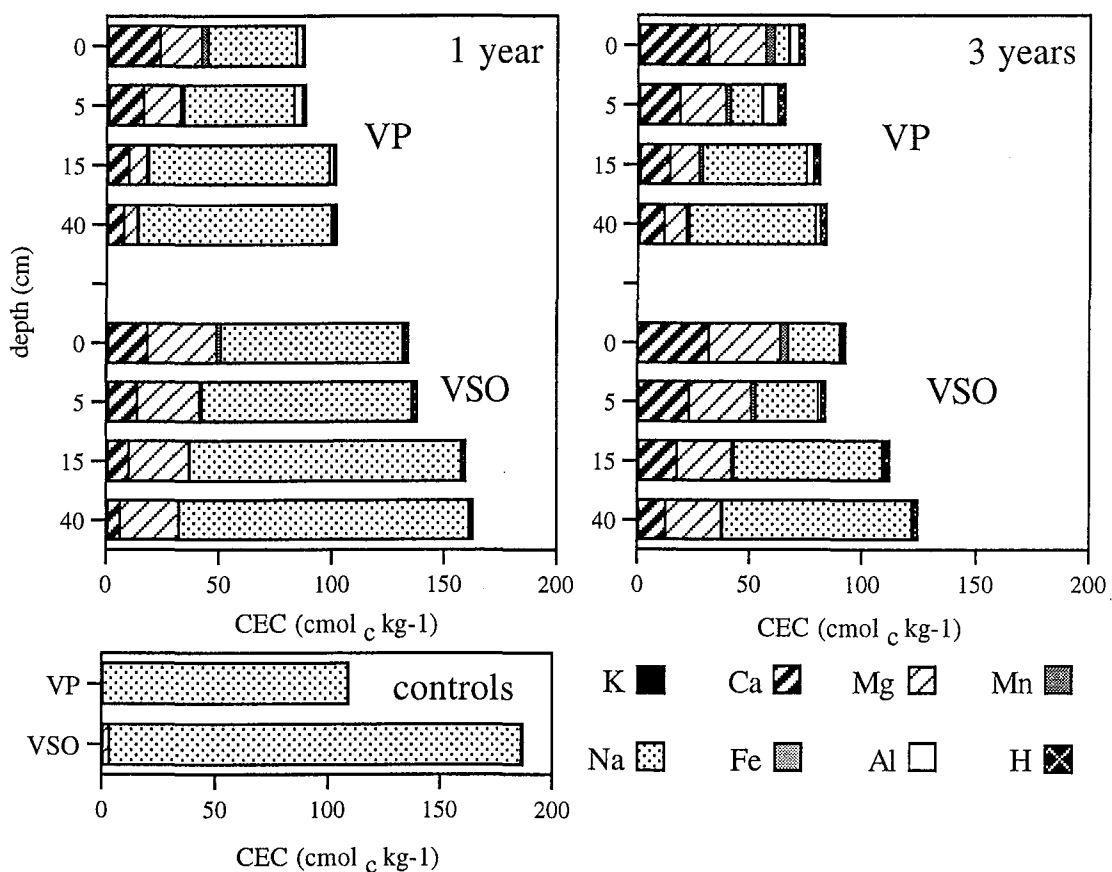 1 year
VP
VSO
depth (cm)
0
5
15
40
0
5
15
40
0 50 100 150 200
CEC (cmol c kg-1)
3 years
VP
VSO
0
5
15
40
0
5
15
40
0 50 100 150 200
CEC (cmol c kg-1)
controls
VP
VSO
0 50 100 150 200
CEC (cmol c kg-1)
K Ca Mg Mn
Na Fe Al H